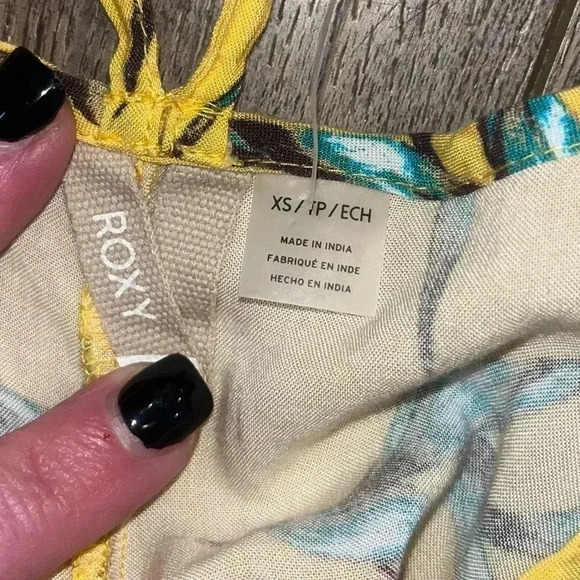 ROXY
XS/TP/ECH
MADE IN INDIA
FABRIQUÉ EN INDE
HECHO EN INDIA